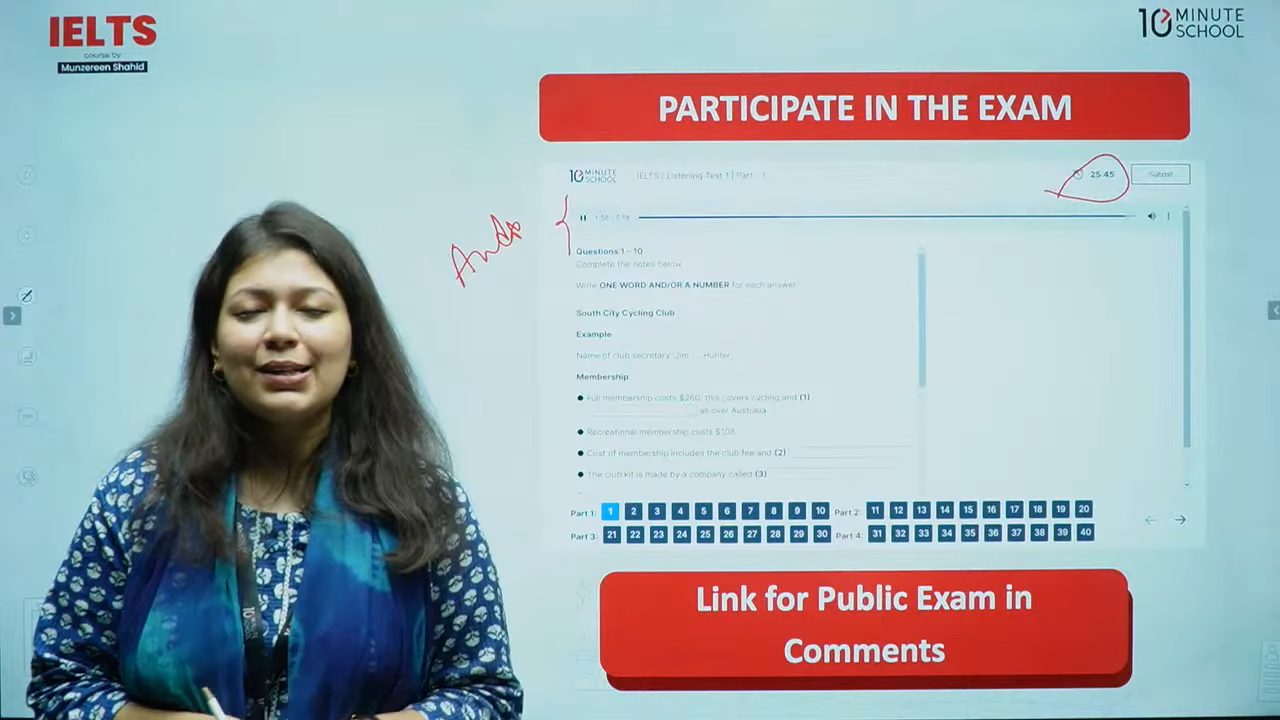 IELTS
course by
Munzereen Shahid
10 MINUTE
SCHOOL
PARTICIPATE IN THE EXAM
10 MINUTE
SCHOOL
IELTS | Listening Test 1 | Part - 1
25:45
Submit
1:58 / 7:18
Questions 1 – 10
Complete the notes below.
Write ONE WORD AND/OR A NUMBER for each answer.
South City Cycling Club
Example
Name of club secretary: Jim ... Hunter
Membership
Full membership costs $260; this covers cycling and (1)
all over Australia
Recreational membership costs $108
Cost of membership includes the club fee and (2)
The club kit is made by a company called (3)
Part 1: 1 2 3 4 5 6 7 8 9 10 Part 2: 11 12 13 14 15 16 17 18 19 20
Part 3: 21 22 23 24 25 26 27 28 29 30 Part 4: 31 32 33 34 35 36 37 38 39 40
Link for Public Exam in
Comments